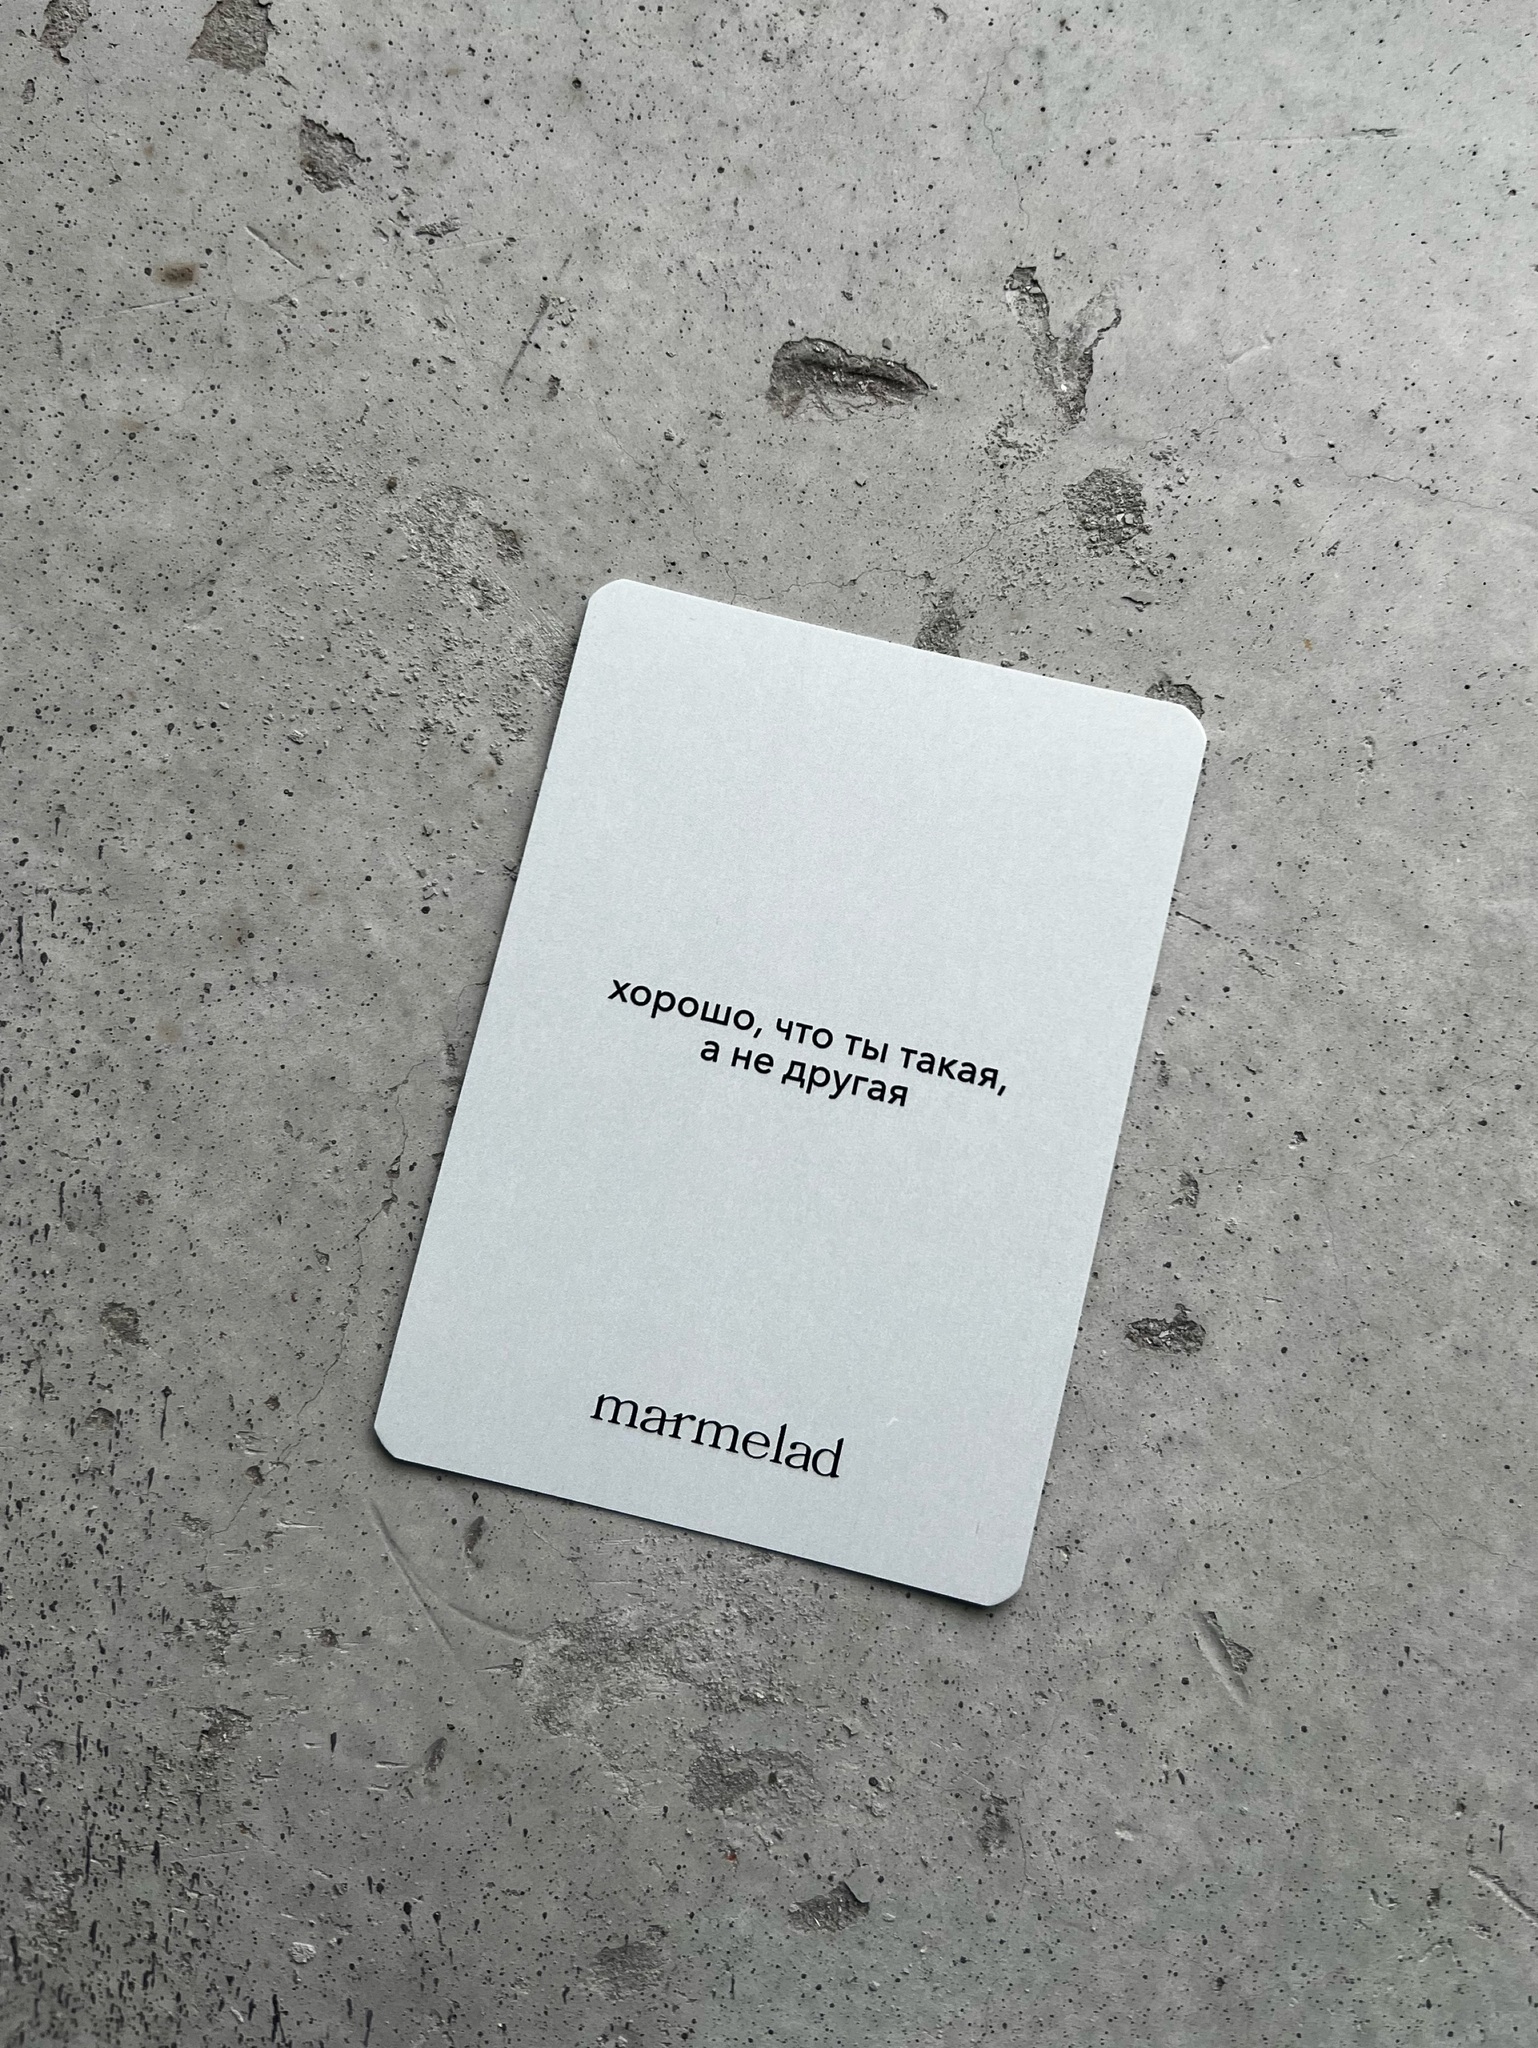 хорошо, что ты такая,
а не другая
marmelad